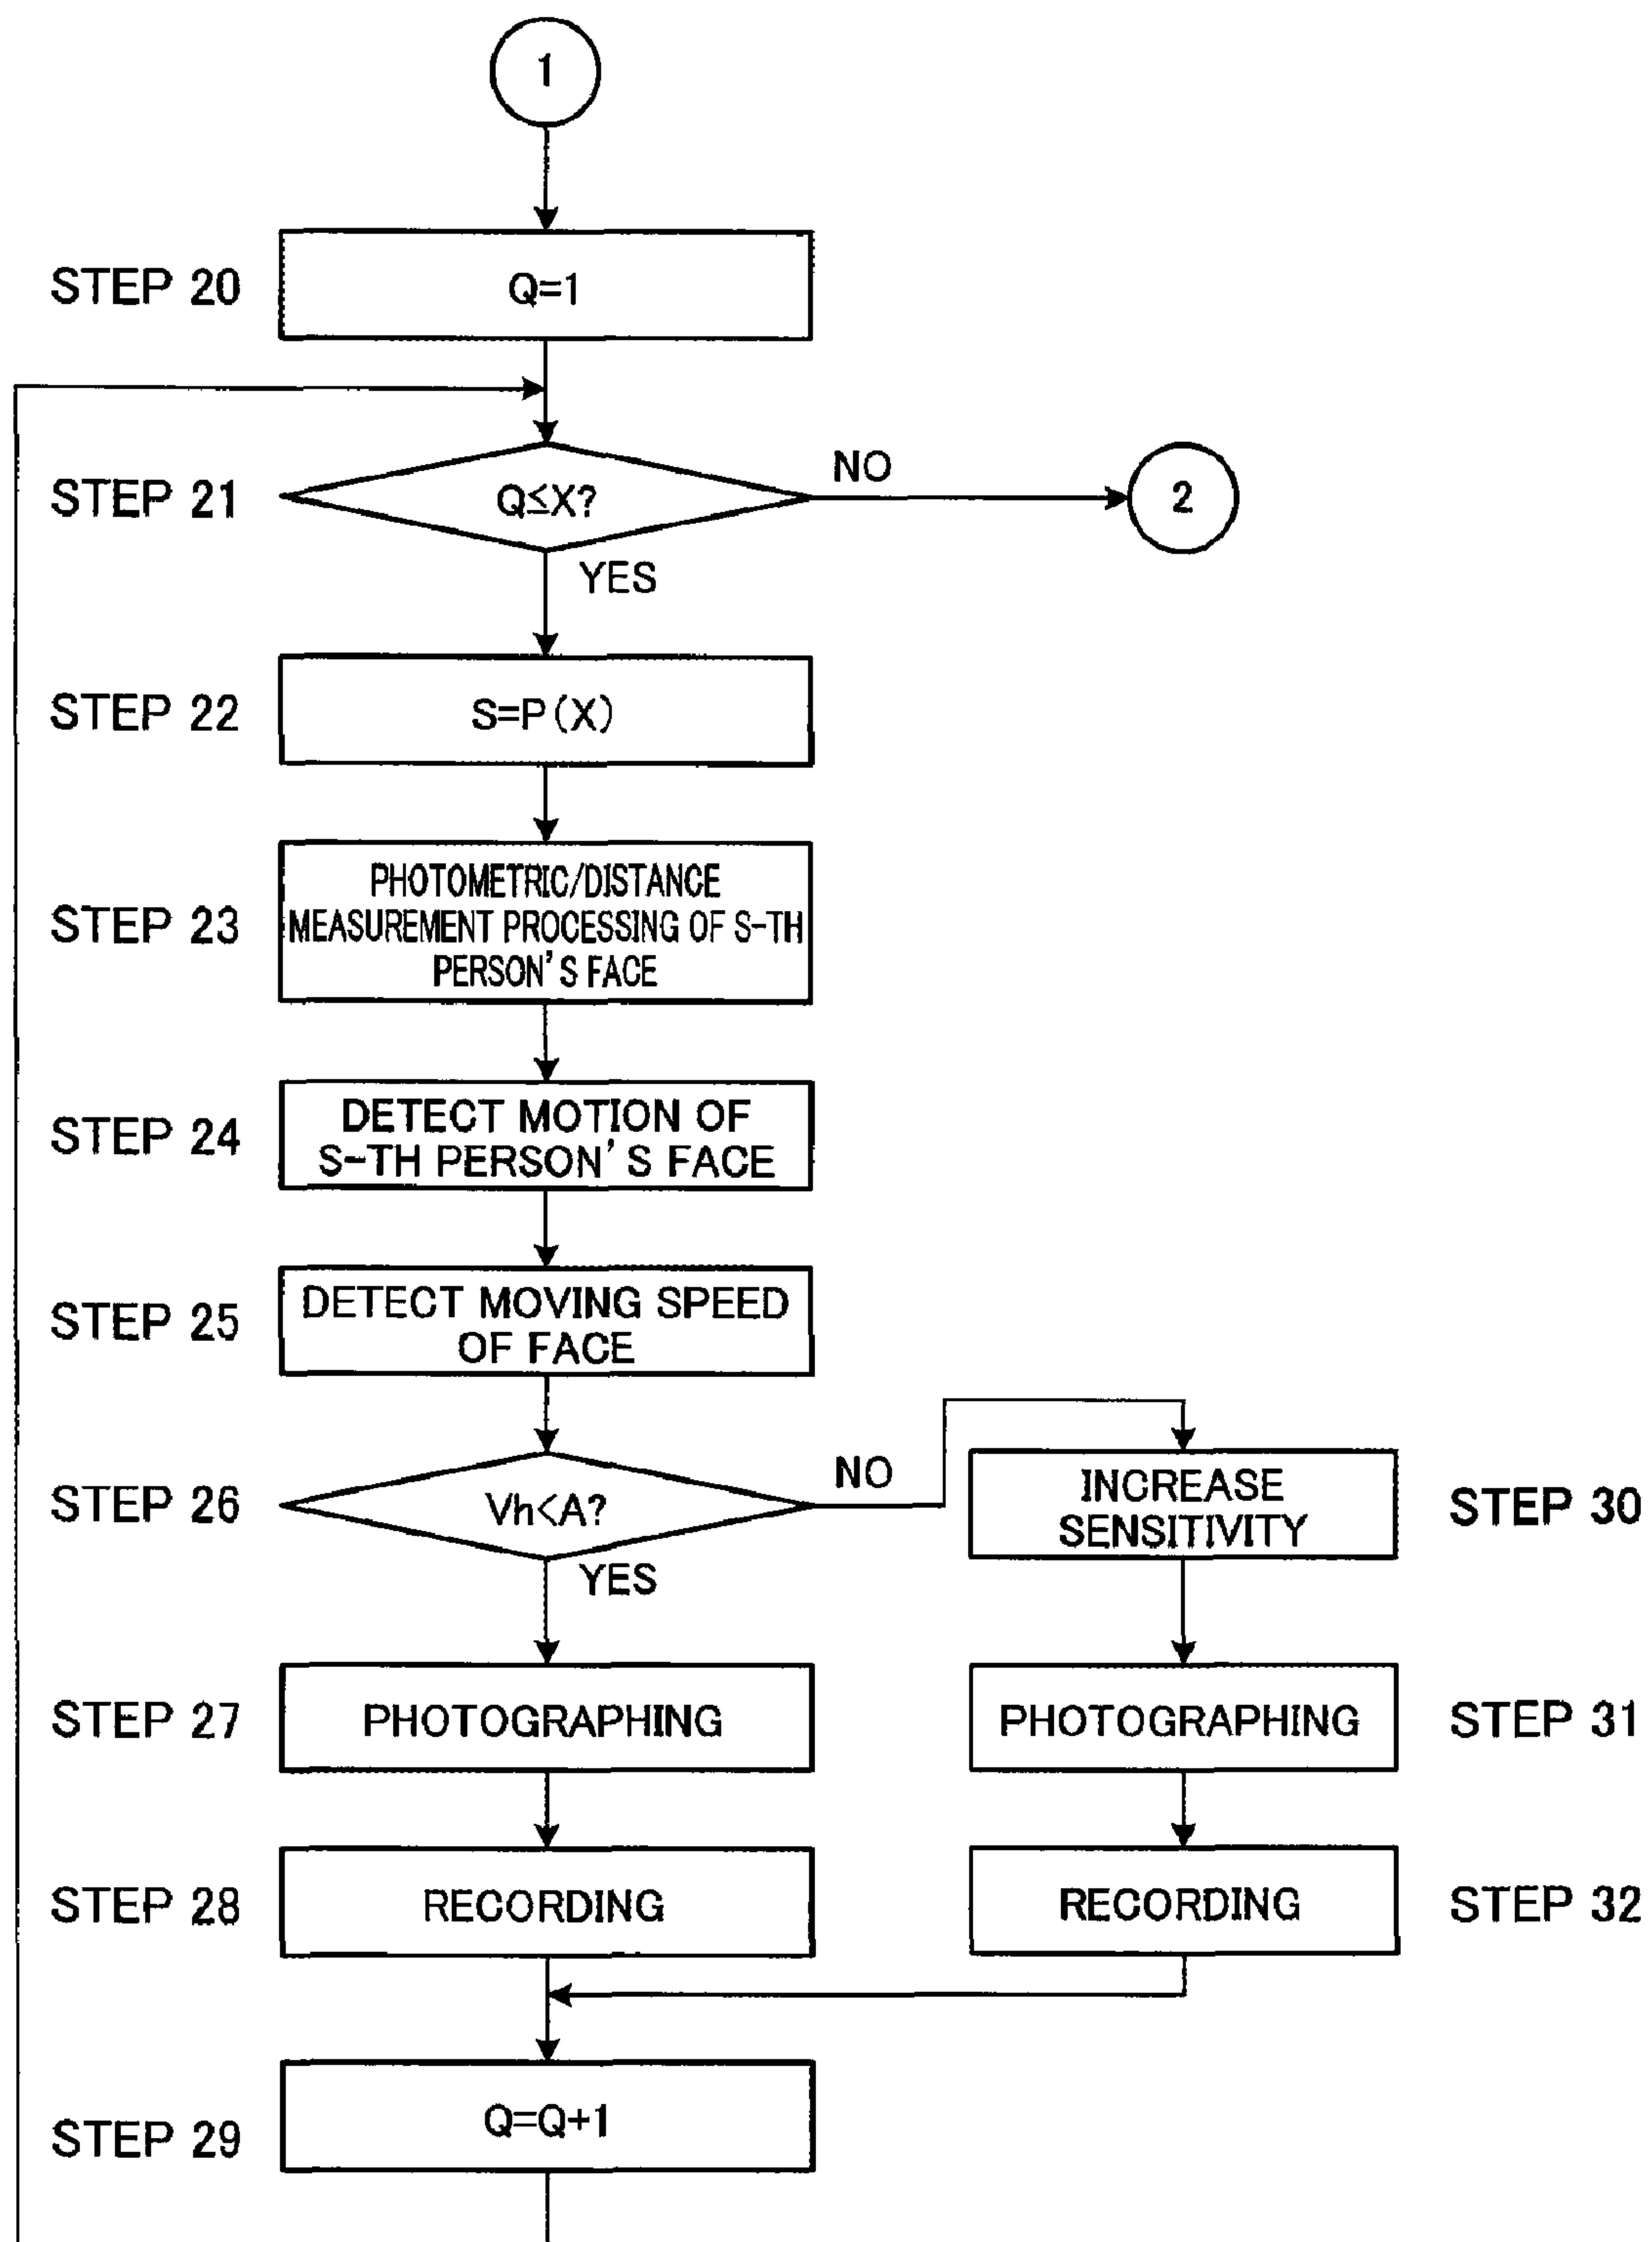 1
STEP 20
Q=1
STEP 21
Q≤X?
NO
2
YES
STEP 22
S=P(X)
STEP 23
PHOTOMETRIC/DISTANCE
MEASUREMENT PROCESSING OF S-TH
PERSON'S FACE
STEP 24
DETECT MOTION OF
S-TH PERSON'S FACE
STEP 25
DETECT MOVING SPEED
OF FACE
STEP 26
Vh<A?
NO
YES
INCREASE
SENSITIVITY
STEP 30
STEP 27
PHOTOGRAPHING
PHOTOGRAPHING
STEP 31
STEP 28
RECORDING
RECORDING
STEP 32
STEP 29
Q=Q+1